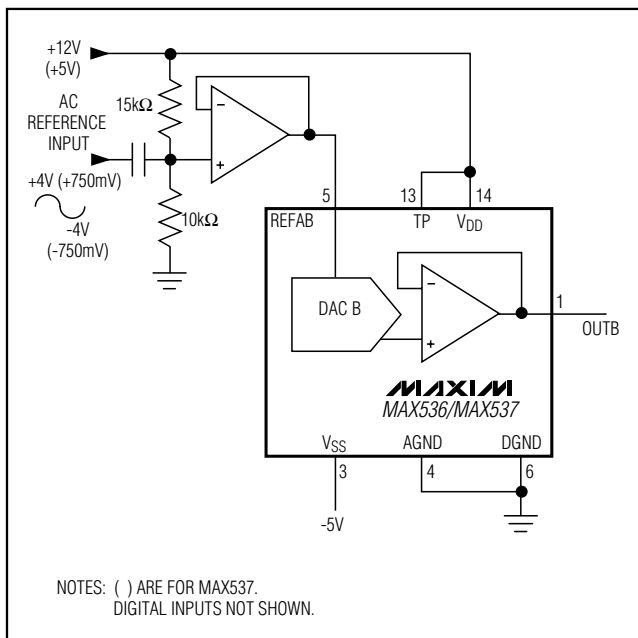 +12V
(+5V)
AC
REFERENCE
INPUT
15kΩ
+4V (+750mV)
-4V
(-750mV)
10kΩ
−
+
5
13
14
REFAB
TP
VDD
DAC B
−
+
1
OUTB
MAXIM
MAX536/MAX537
VSS
AGND
DGND
3
4
6
-5V
NOTES: ( ) ARE FOR MAX537.
DIGITAL INPUTS NOT SHOWN.